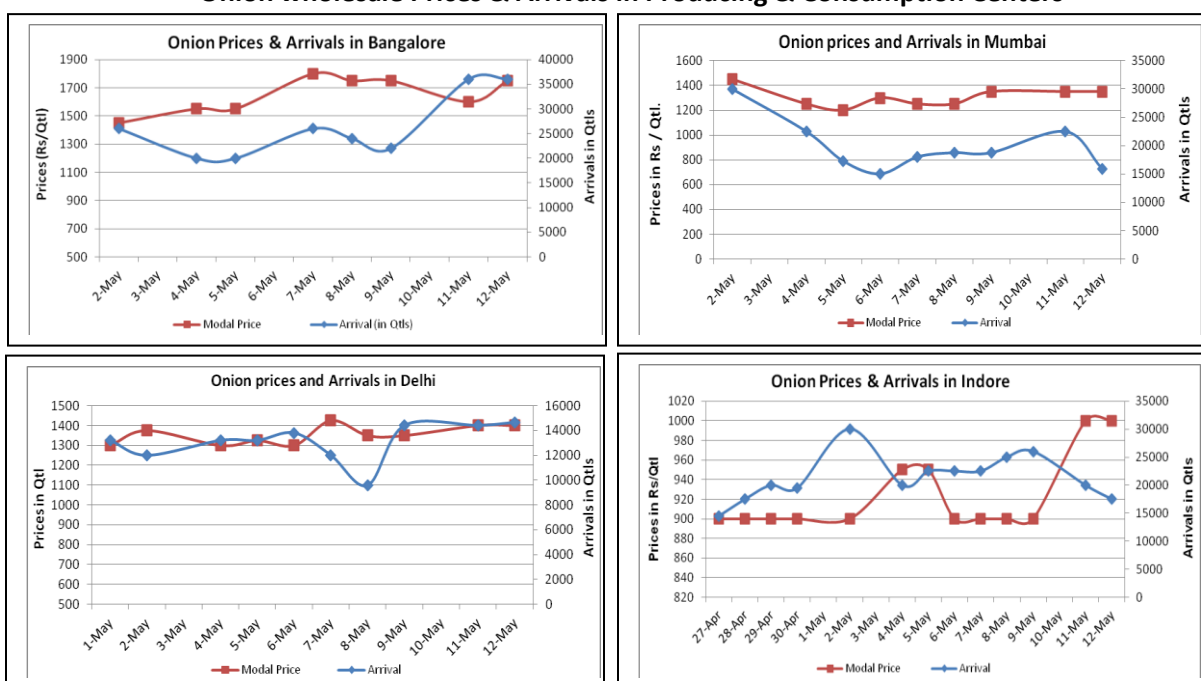 Onion Wholesale Prices & Arrivals in Producing & Consumption Centers
Onion Prices & Arrivals in Bangalore
Prices (Rs/Qtl)
1900
1700
1500
1300
1100
900
700
500
40000
35000
30000
25000
20000
15000
10000
5000
0
Arrivals in Qtls
2-May
3-May
4-May
5-May
6-May
7-May
8-May
9-May
10-May
11-May
12-May
Modal Price
Arrival (in Qtls)
Onion prices and Arrivals in Mumbai
Prices in Rs / Qtl.
1600
1400
1200
1000
800
600
400
200
0
35000
30000
25000
20000
15000
10000
5000
0
Arrivals in Qtls
2-May
3-May
4-May
5-May
6-May
7-May
8-May
9-May
10-May
11-May
12-May
Modal Price
Arrival
Onion prices and Arrivals in Delhi
Prices in Qtl
1500
1400
1300
1200
1100
1000
900
800
700
600
500
16000
14000
12000
10000
8000
6000
4000
2000
0
Arrivals in Qtls
1-May
2-May
3-May
4-May
5-May
6-May
7-May
8-May
9-May
10-May
11-May
12-May
Modal Price
Arrival
Onion Prices & Arrivals in Indore
Prices in Rs/Qtl
1020
1000
980
960
940
920
900
880
860
840
820
35000
30000
25000
20000
15000
10000
5000
0
Arrivals in Qtls
27-Apr
28-Apr
29-Apr
30-Apr
1-May
2-May
3-May
4-May
5-May
6-May
7-May
8-May
9-May
10-May
11-May
12-May
Modal Price
Arrival